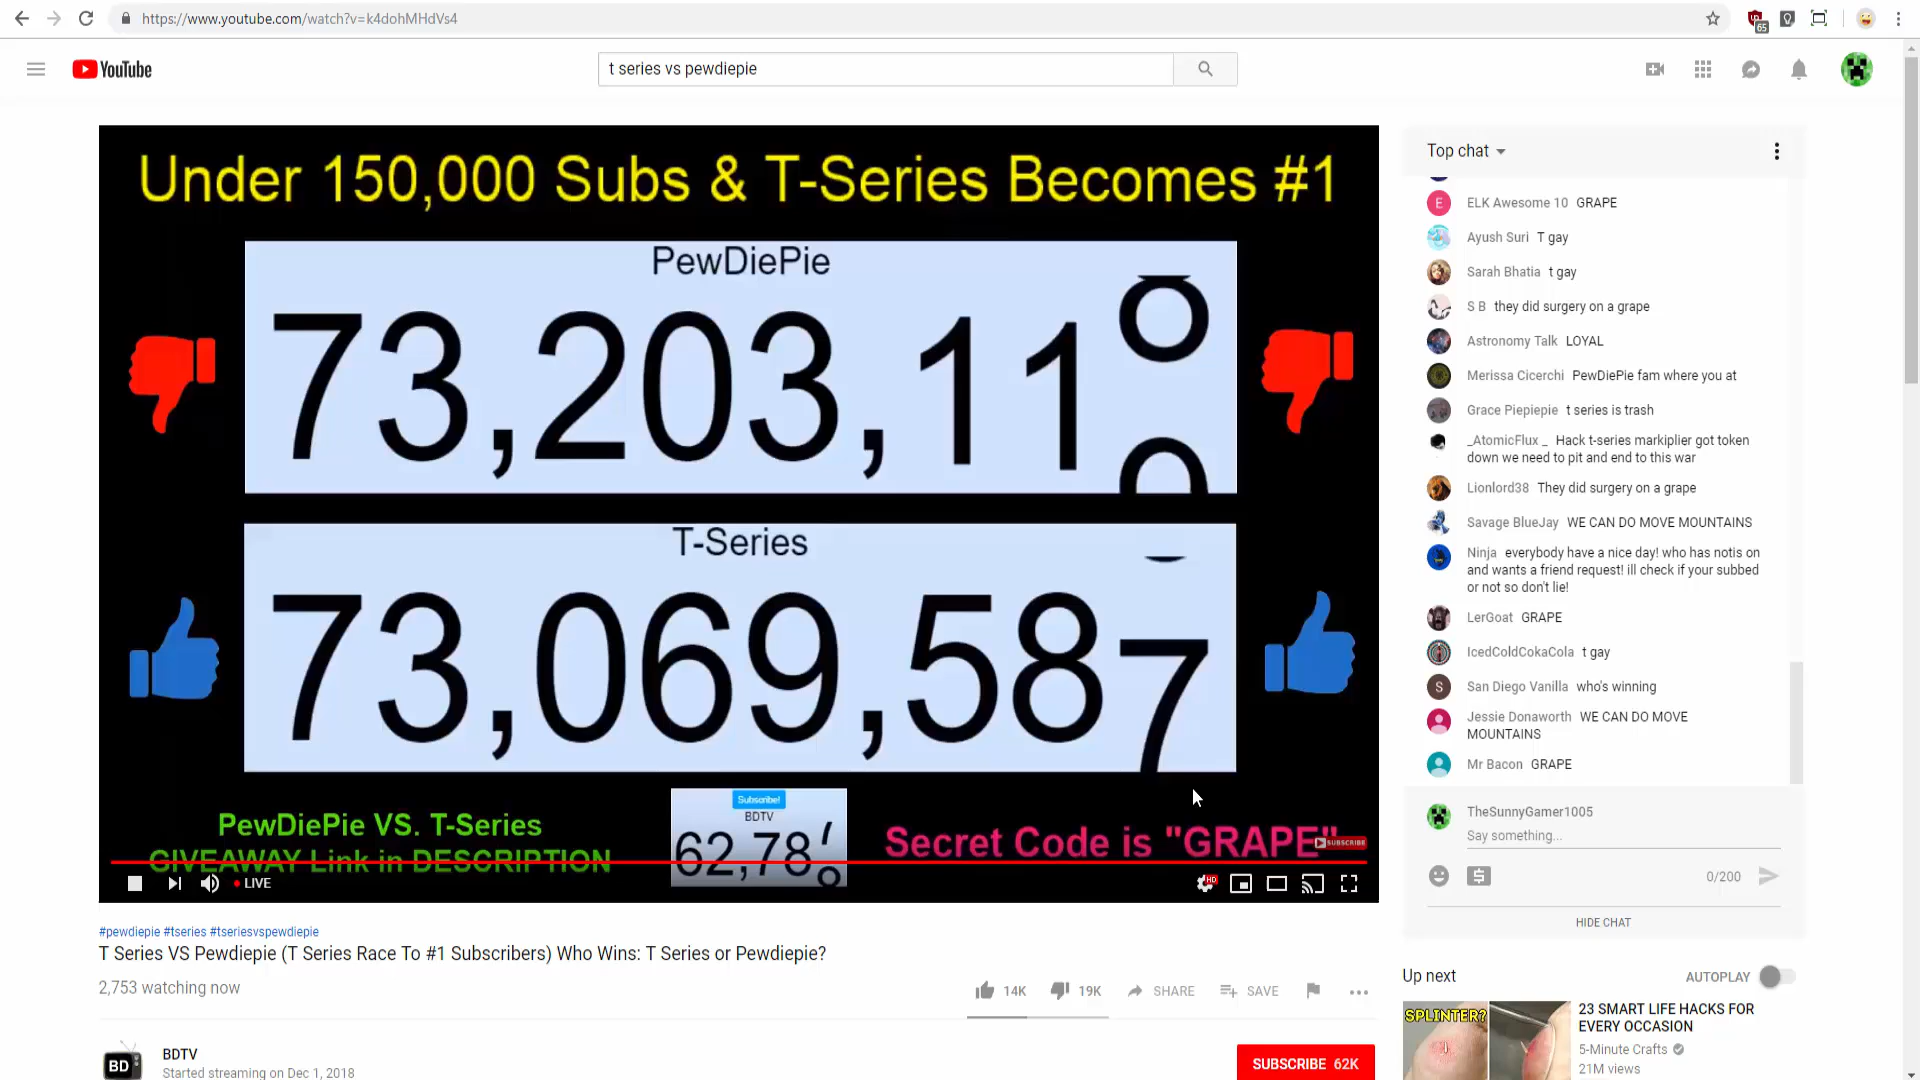 https://www.youtube.com/watch?v=k4dohMHdVs4
65
YouTube
t series vs pewdiepie
Under 150,000 Subs & T-Series Becomes #1
PewDiePie
73,203,118
T-Series
73,069,587
PewDiePie VS. T-Series
GIVEAWAY Link in DESCRIPTION
Subscribe!
BDTV
62,78
Secret Code is "GRAPE"
SUBSCRIBE
LIVE
HD
#pewdiepie #tseries #tseriesvspewdiepie
T Series VS Pewdiepie (T Series Race To #1 Subscribers) Who Wins: T Series or Pewdiepie?
2,753 watching now
14K
19K
SHARE
SAVE
BD
BDTV
Started streaming on Dec 1, 2018
SUBSCRIBE 62K
Top chat
E
ELK Awesome 10 GRAPE
Ayush Suri T gay
Sarah Bhatia t gay
S B they did surgery on a grape
Astronomy Talk LOYAL
Merissa Cicerchi PewDiePie fam where you at
Grace Piepiepie t series is trash
_AtomicFlux _ Hack t-series markiplier got token
down we need to pit and end to this war
Lionlord38 They did surgery on a grape
Savage BlueJay WE CAN DO MOVE MOUNTAINS
Ninja everybody have a nice day! who has notis on
and wants a friend request! ill check if your subbed
or not so don't lie!
LerGoat GRAPE
IcedColdCokaCola t gay
S
San Diego Vanilla who's winning
Jessie Donaworth WE CAN DO MOVE
MOUNTAINS
Mr Bacon GRAPE
TheSunnyGamer1005
Say something...
0/200
HIDE CHAT
Up next
AUTOPLAY
SPLINTER?
23 SMART LIFE HACKS FOR
EVERY OCCASION
5-Minute Crafts
21M views